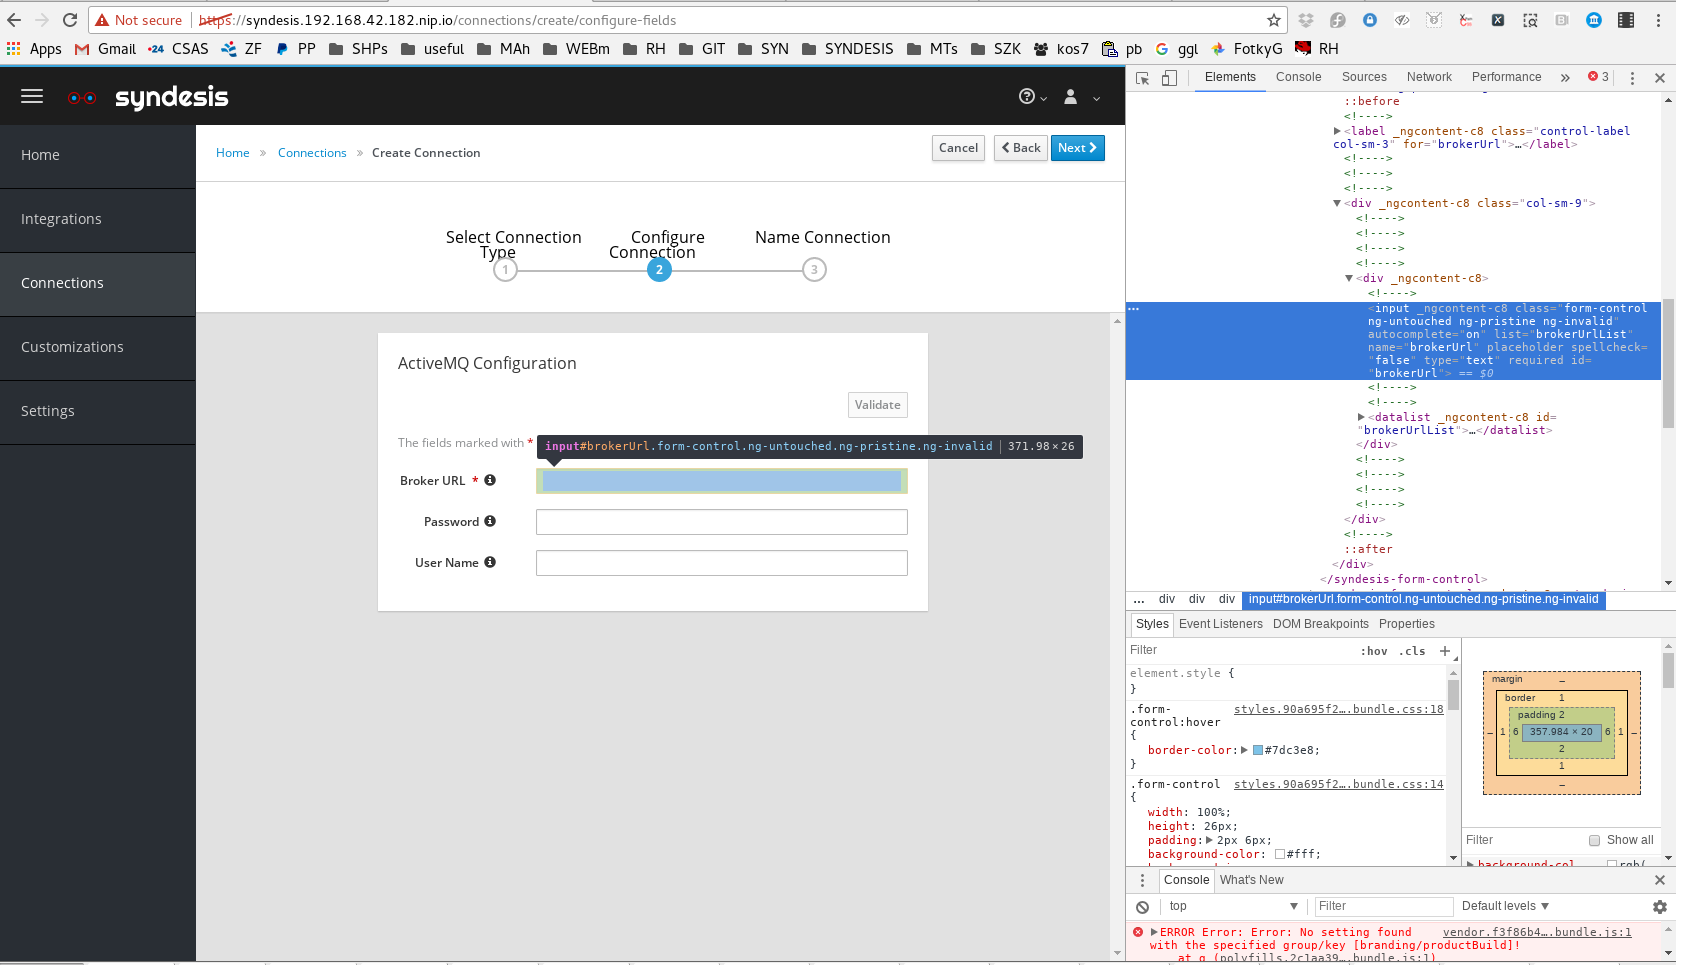 Not secure | https://syndesis.192.168.42.182.nip.io/connections/create/configure-fields
Apps Gmail CSAS ZF PP SHPs useful MAh WEBm RH GIT SYN SYNDESIS MTs SZK kos7 pb ggl FotkyG RH
syndesis
Home
Integrations
Connections
Customizations
Settings
Home » Connections » Create Connection
Cancel Back Next
Select Connection Type
Configure Connection
Name Connection
1 2 3
ActiveMQ Configuration
Validate
The fields marked with *
input#brokerUrl.form-control.ng-untouched.ng-pristine.ng-invalid | 371.98 × 26
Broker URL *
Password
User Name
Elements Console Sources Network Performance » 3
::before
<!---->
<label _ngcontent-c8 class="control-label
col-sm-3" for="brokerUrl">…</label>
<!---->
<!---->
<!---->
<div _ngcontent-c8 class="col-sm-9">
<!---->
<!---->
<!---->
<!---->
<div _ngcontent-c8>
<!---->
<input _ngcontent-c8 class="form-control
ng-untouched ng-pristine ng-invalid"
autocomplete="on" list="brokerUrlList"
name="brokerUrl" placeholder spellcheck=
"false" type="text" required id=
"brokerUrl"> == $0
<!---->
<!---->
<datalist _ngcontent-c8 id=
"brokerUrlList">…</datalist>
</div>
<!---->
<!---->
<!---->
<!---->
</div>
<!---->
::after
</div>
</syndesis-form-control>
... div div div input#brokerUrl.form-control.ng-untouched.ng-pristine.ng-invalid
Styles Event Listeners DOM Breakpoints Properties
Filter :hov .cls +
element.style {
}
.form-control:hover styles.90a695f2….bundle.css:18
{
border-color: #7dc3e8;
}
.form-control styles.90a695f2….bundle.css:14
{
width: 100%;
height: 26px;
padding: 2px 6px;
background-color: #fff;
margin –
border 1
padding 2
– 1 6 357.984 × 20 6 1 –
2
1
–
Filter Show all
background-col rgb(
Console What's New
top Filter Default levels
ERROR Error: Error: No setting found vendor.f3f86b4….bundle.js:1
with the specified group/key [branding/productBuild]!
at g (polyfills.2c1aa39….bundle.js:1)